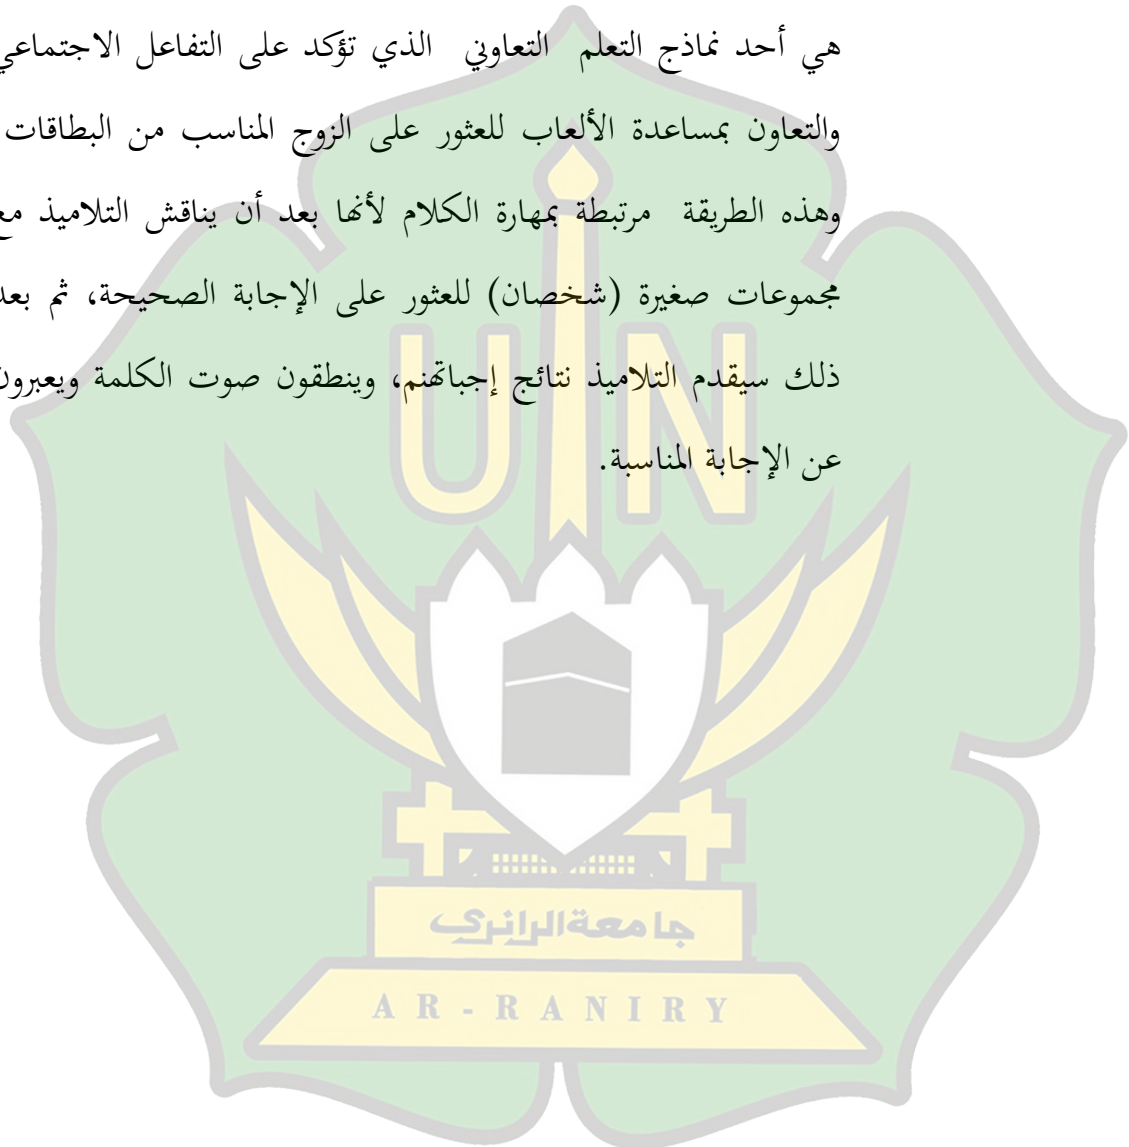 هي أحد نماذج التعلم التعاوني الذي تؤكد على التفاعل الاجتماعي
والتعاون بمساعدة الألعاب للعثور على الزوج المناسب من البطاقات
وهذه الطريقة مرتبطة بمهارة الكلام لأنها بعد أن يناقش التلاميذ مع
مجموعات صغيرة (شخصان) للعثور على الإجابة الصحيحة، ثم بعد
ذلك سيقدم التلاميذ نتائج إجباتهنم، وينطقون صوت الكلمة ويعبرون
عن الإجابة المناسبة.
UIN
جامعة الرانري
AR-RANIRY